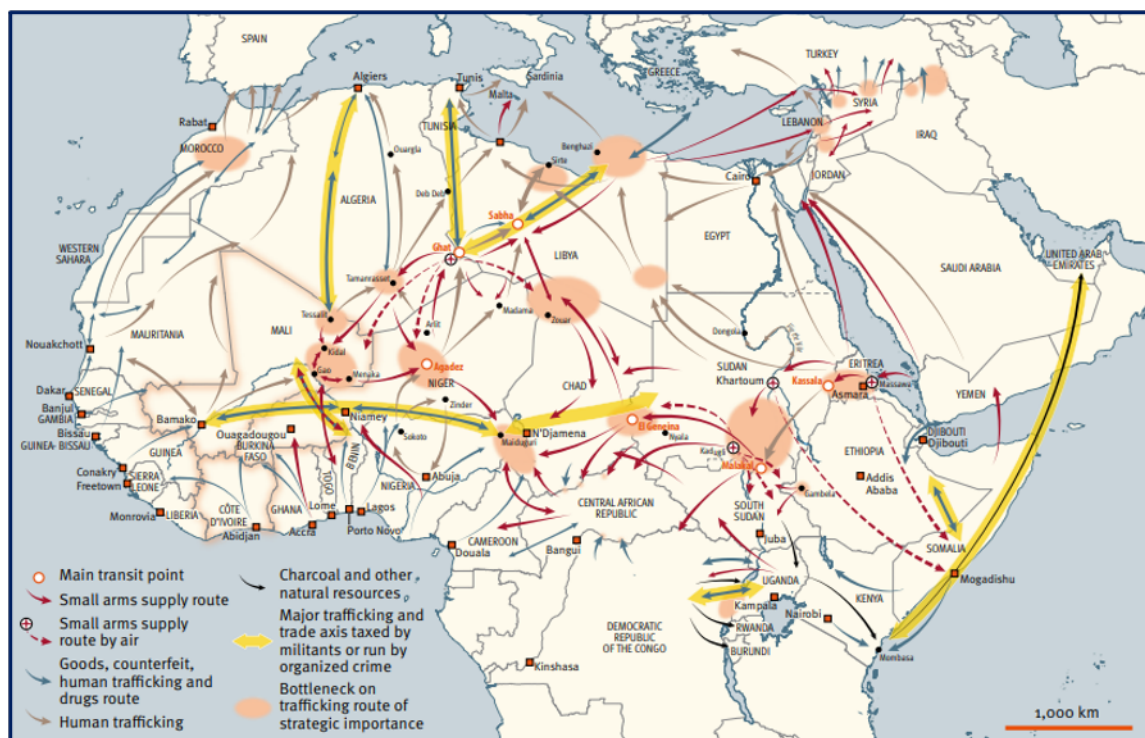 SPAIN
Algiers
Tunis
Sardinia
GREECE
TURKEY
Malta
SYRIA
Rabat
TUNISIA
LEBANON
IRAQ
MOROCCO
Ouargla
Benghazi
Sirte
Cairo
JORDAN
Deb Deb
ALGERIA
Sabha
WESTERN
SAHARA
Ghat
LIBYA
EGYPT
SAUDI ARABIA
UNITED ARAB
EMIRATES
Tamanrasset
Tessalit
Madama
Zouar
MAURITANIA
MALI
Arlit
Dongola
Nouakchott
Kidal
Agadez
SUDAN
ERITREA
Gao
Menaka
NIGER
CHAD
Khartoum
Kassala
Massawa
YEMEN
Dakar
SENEGAL
Asmara
Banjul
GAMBIA
Bamako
Niamey
Zinder
El Geneina
Bissau
GUINEA-BISSAU
Ouagadougou
Sokoto
Maiduguri
N'Djamena
Nyala
DJIBOUTI
Djibouti
GUINEA
BURKINA
FASO
BENIN
Kadugli
ETHIOPIA
Conakry
Freetown
SIERRA
LEONE
TOGO
NIGERIA
Abuja
Malakal
Addis
Ababa
Gambela
GHANA
Lome
Lagos
CENTRAL AFRICAN
REPUBLIC
SOUTH
SUDAN
Monrovia
LIBERIA
CÔTE
D'IVOIRE
Abidjan
Accra
Porto Novo
CAMEROON
Douala
Bangui
Juba
SOMALIA
Mogadishu
UGANDA
Kampala
KENYA
Nairobi
DEMOCRATIC
REPUBLIC
OF THE CONGO
RWANDA
BURUNDI
Kinshasa
Mombasa
Main transit point
Small arms supply route
Small arms supply
route by air
Goods, counterfeit,
human trafficking and
drugs route
Human trafficking
Charcoal and other
natural resources
Major trafficking and
trade axis taxed by
militants or run by
organized crime
Bottleneck on
trafficking route of
strategic importance
1,000 km